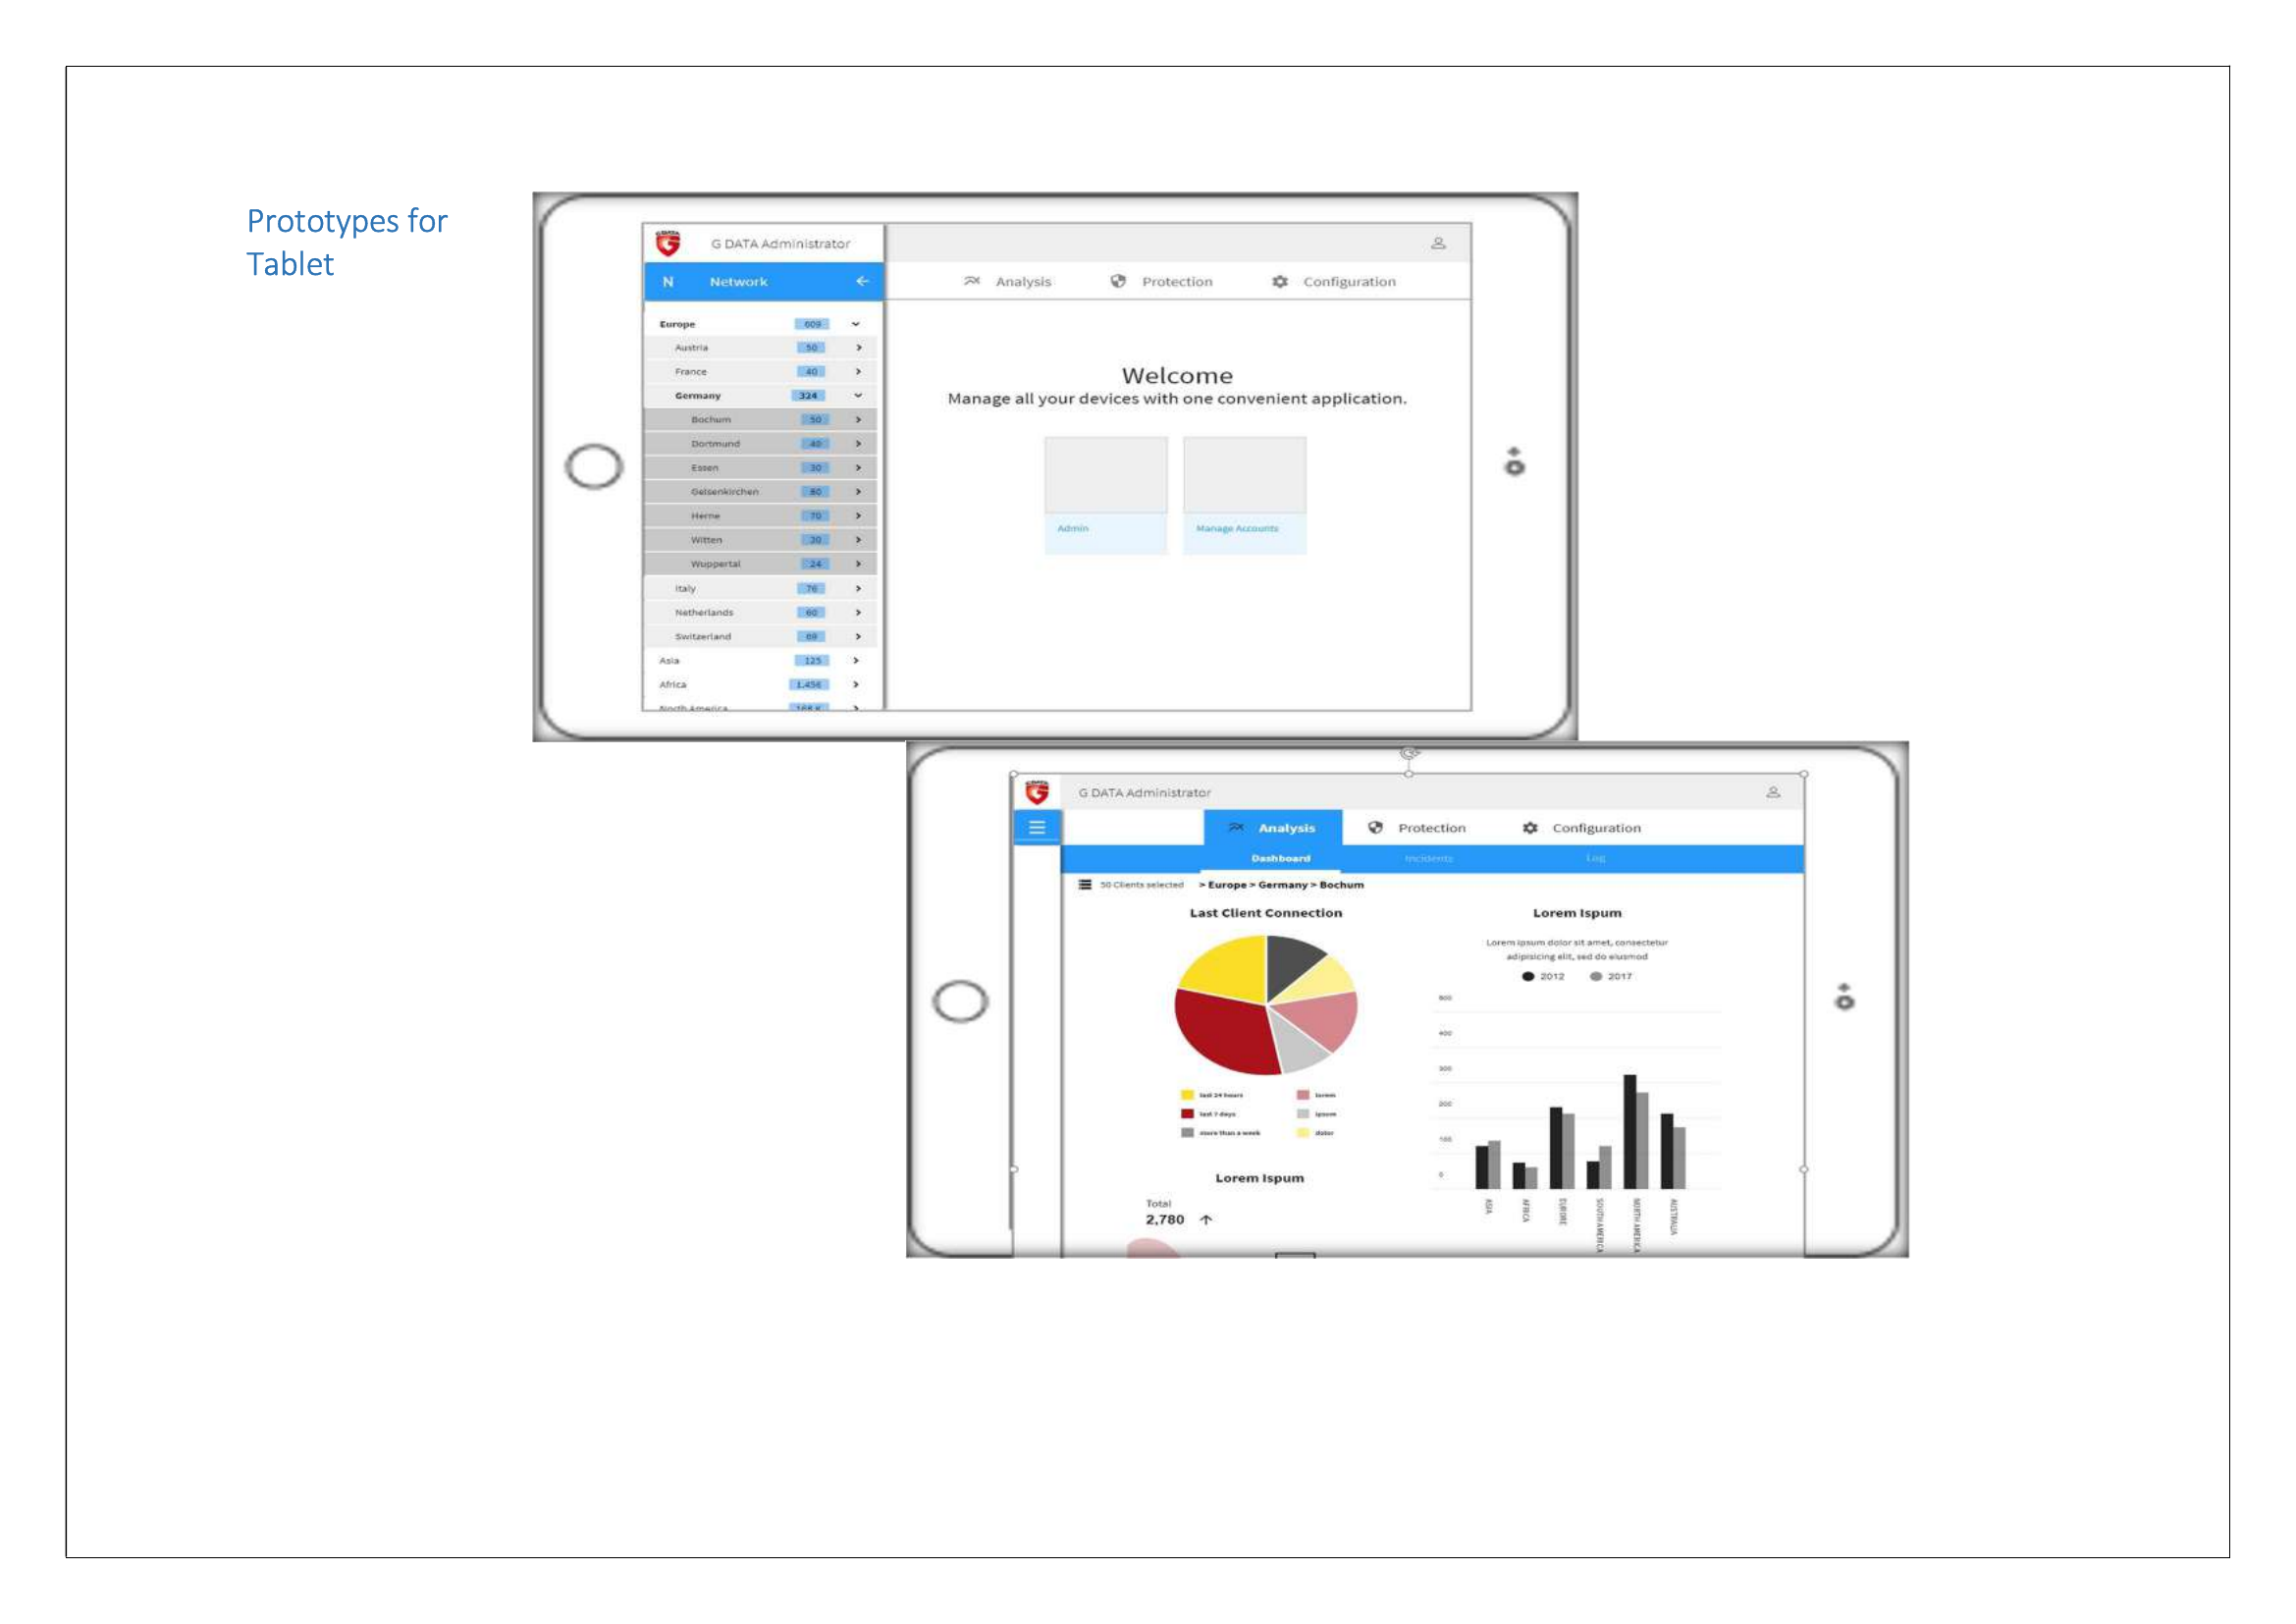 Prototypes for
Tablet
G DATA
G DATA Administrator
N Network
Analysis Protection Configuration
Europe 609
Austria 50
France 40
Germany 324
Bochum 50
Dortmund 40
Essen 30
Gelsenkirchen 80
Herne 70
Witten 30
Wuppertal 24
Italy 76
Netherlands 60
Switzerland
Asia 125
Africa 1,456
North America
Welcome
Manage all your devices with one convenient application.
Admin
Manage Accounts
G DATA
G DATA Administrator
Analysis Protection Configuration
Dashboard Incidents Log
50 Clients selected > Europe > Germany > Bochum
Last Client Connection
last 24 hours lorem
last 7 days ipsum
more than a week dolor
Lorem Ispum
Total
2,780
Lorem Ispum
Lorem ipsum dolor sit amet, consectetur
adipisicing elit, sed do eiusmod
2012 2017
500
400
300
200
100
0
ASIA
AFRICA
EUROPE
SOUTH AMERICA
NORTH AMERICA
AUSTRALIA